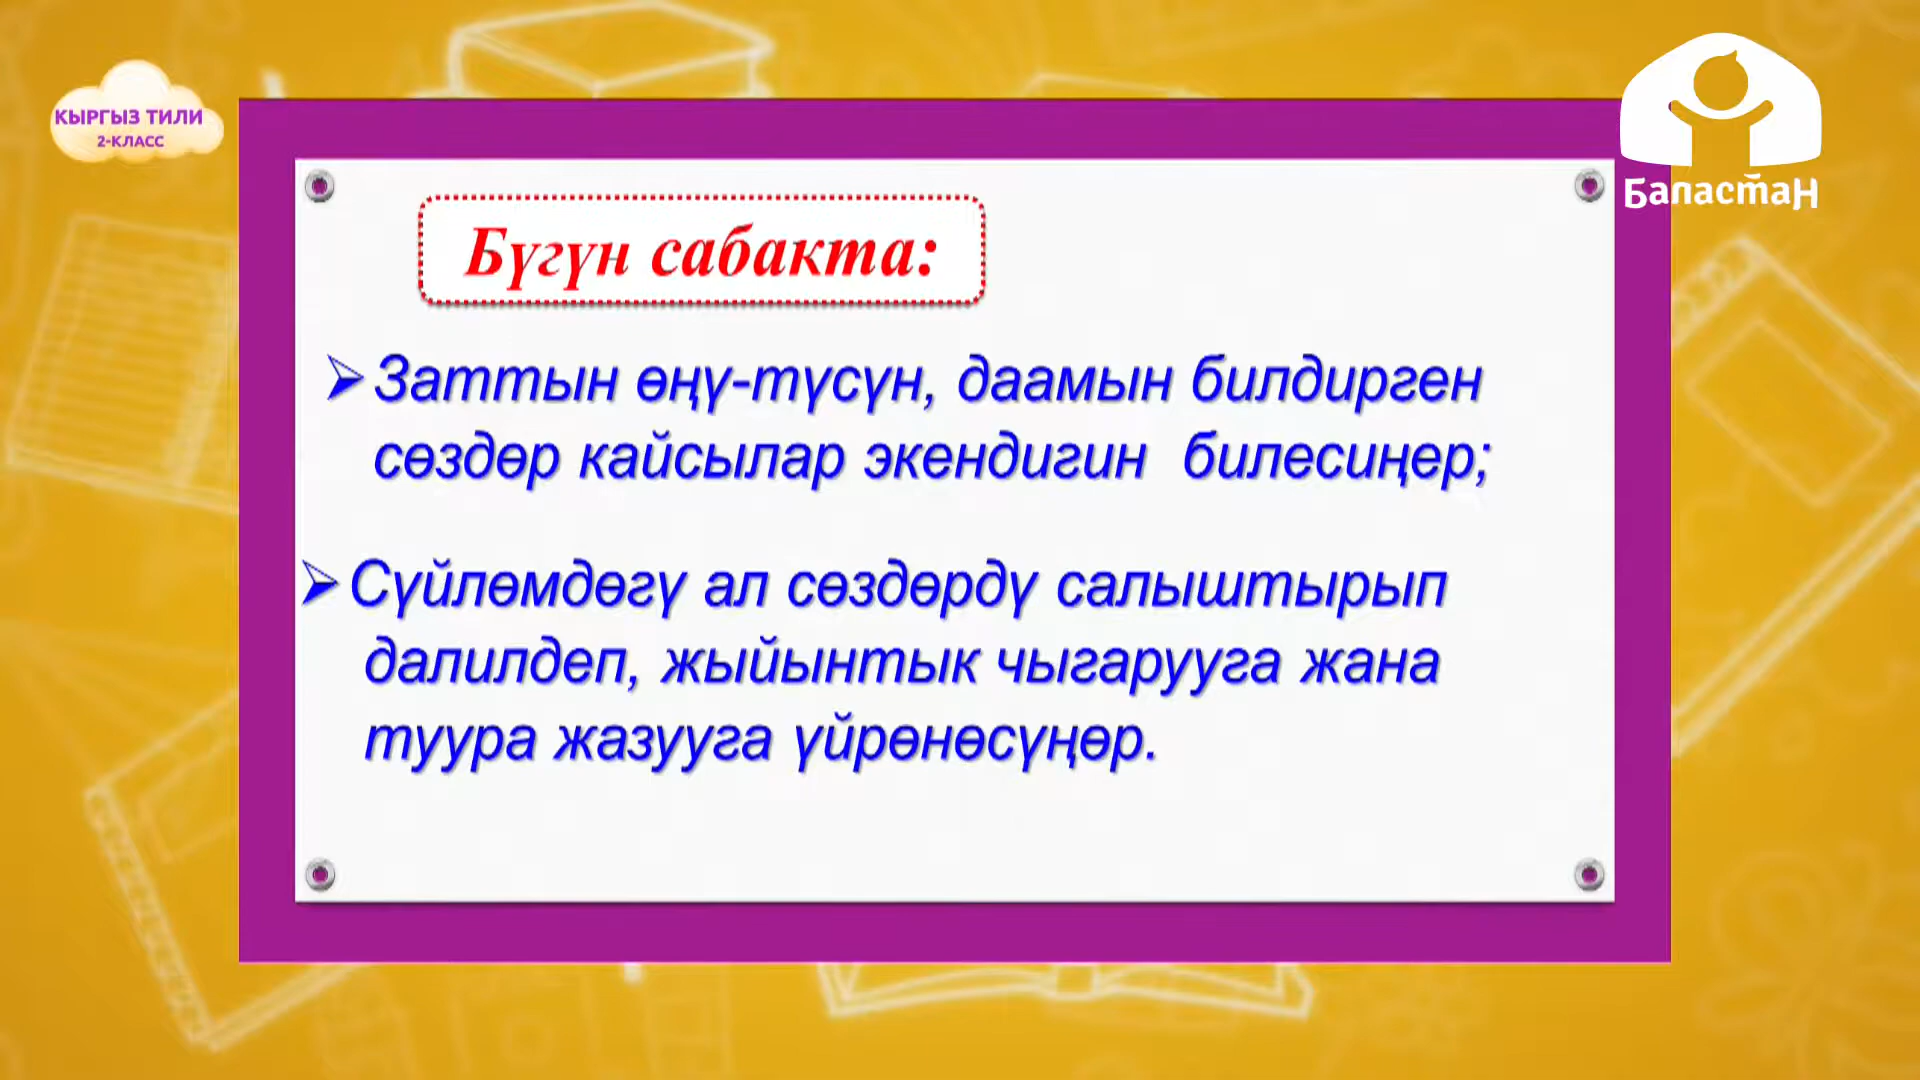 КЫРГЫЗ ТИЛИ
2-КЛАСС
Баластан
Бүгүн сабакта:
Заттын өңү-түсүн, даамын билдирген
сөздөр кайсылар экендигин билесиңер;
Сүйлөмдөгү ал сөздөрдү салыштырып
далилдеп, жыйынтык чыгарууга жана
туура жазууга үйрөнөсүңөр.